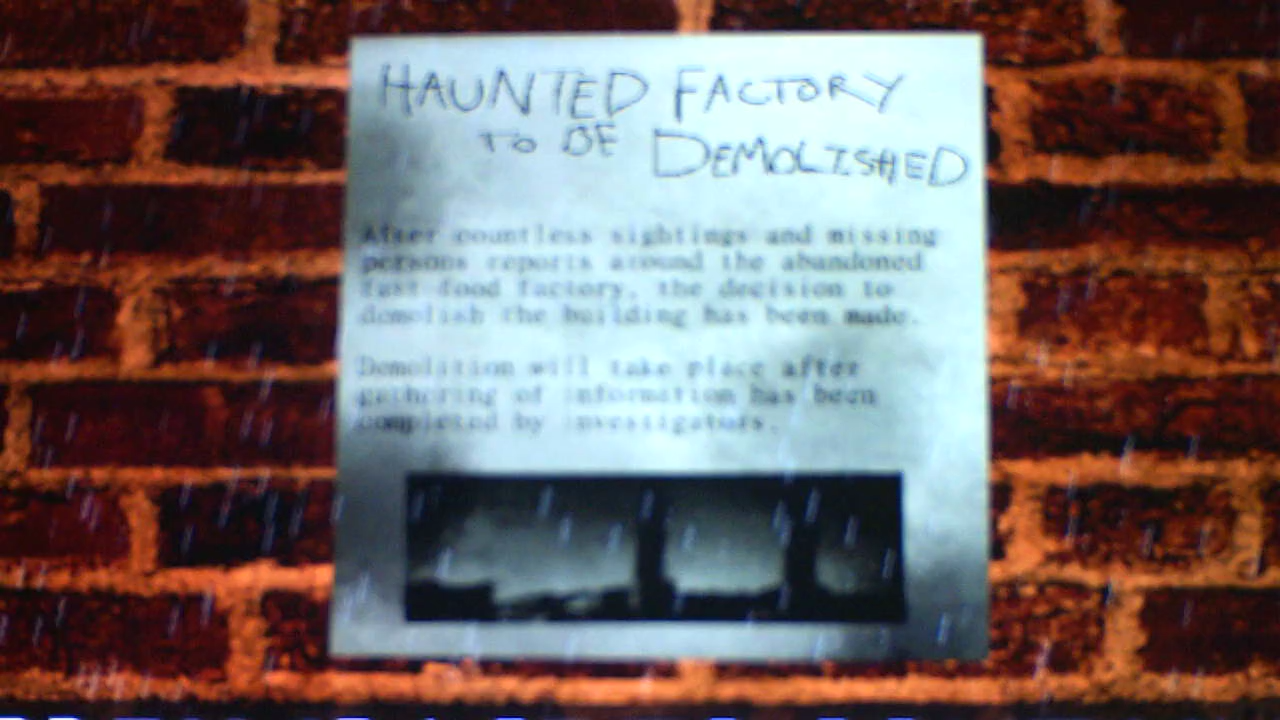 HAUNTED FACTORY
TO BE DEMOLISHED
After countless sightings and missing
persons reports around the abandoned
fast food factory, the decision to
demolish the building has been made.
Demolition will take place after
gathering of information has been
completed by investigators.